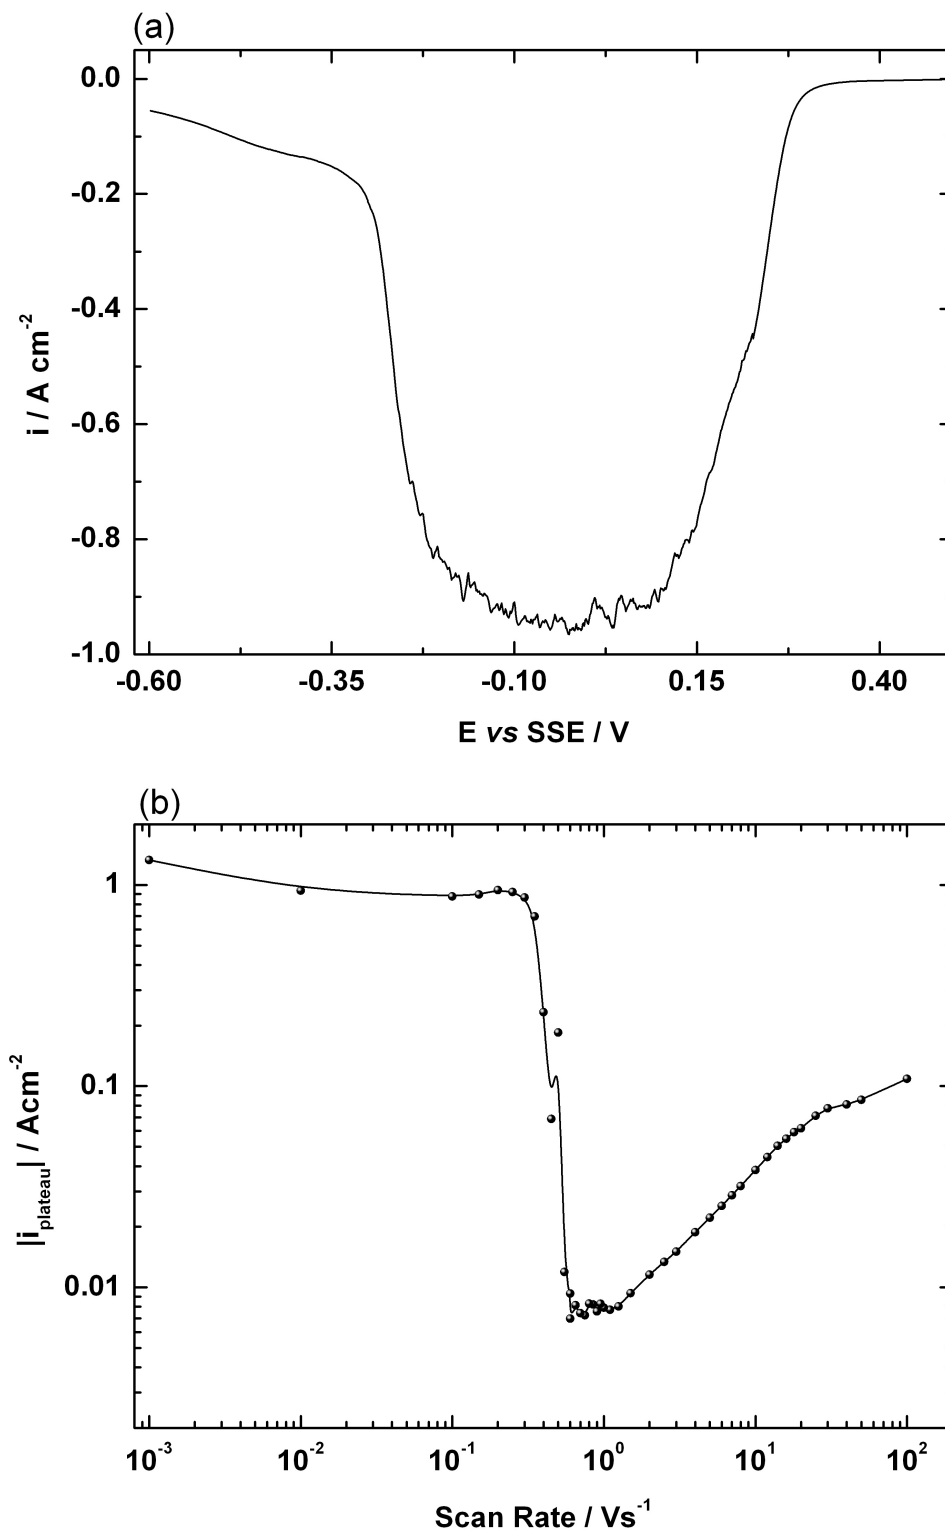 (a)
0.0
-0.2
-0.4
-0.6
-0.8
-1.0
i / A cm⁻²
-0.60 -0.35 -0.10 0.15 0.40
E vs SSE / V
(b)
1
0.1
0.01
|i_plateau| / Acm⁻²
10⁻³ 10⁻² 10⁻¹ 10⁰ 10¹ 10²
Scan Rate / Vs⁻¹